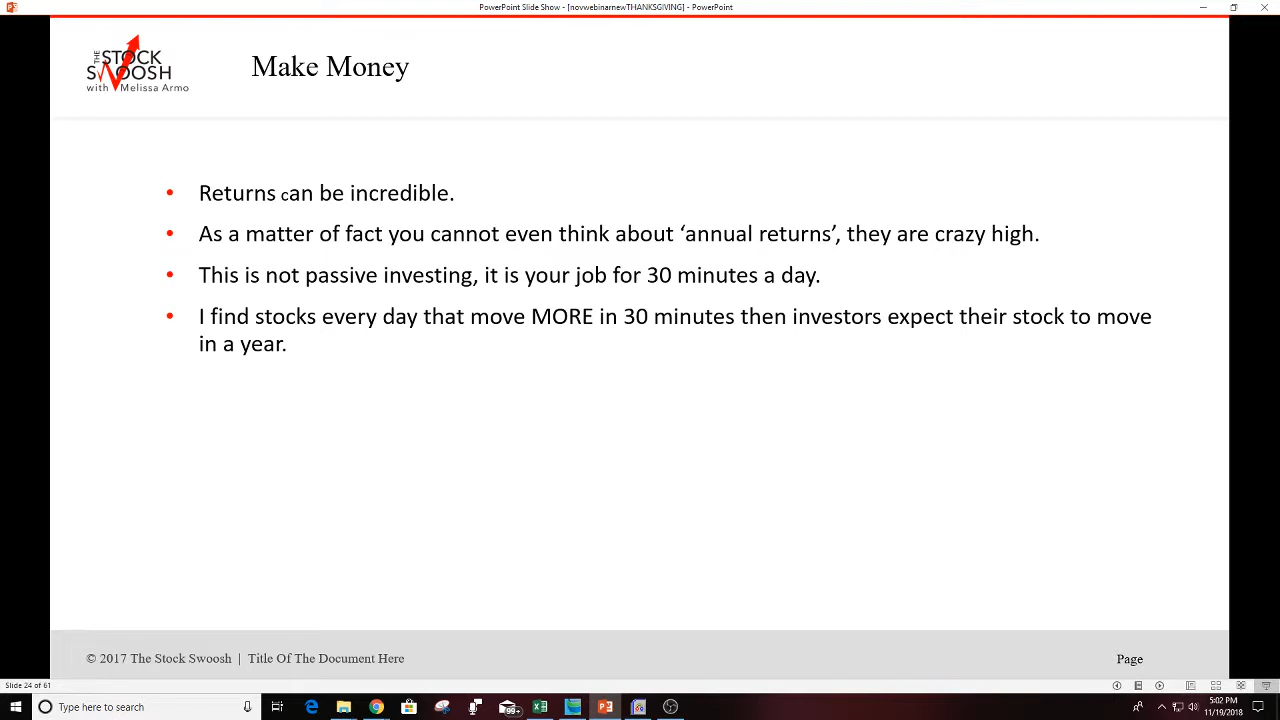 PowerPoint Slide Show - [novwebinarnewTHANKSGIVING] - PowerPoint
THE STOCK
SWOOSH
with Melissa Armo
Make Money
• Returns can be incredible.
• As a matter of fact you cannot even think about ‘annual returns’, they are crazy high.
• This is not passive investing, it is your job for 30 minutes a day.
• I find stocks every day that move MORE in 30 minutes then investors expect their stock to move
in a year.
© 2017 The Stock Swoosh | Title Of The Document Here
Page
Slide 24 of 61
Type here to search
5:02 PM
11/19/2018